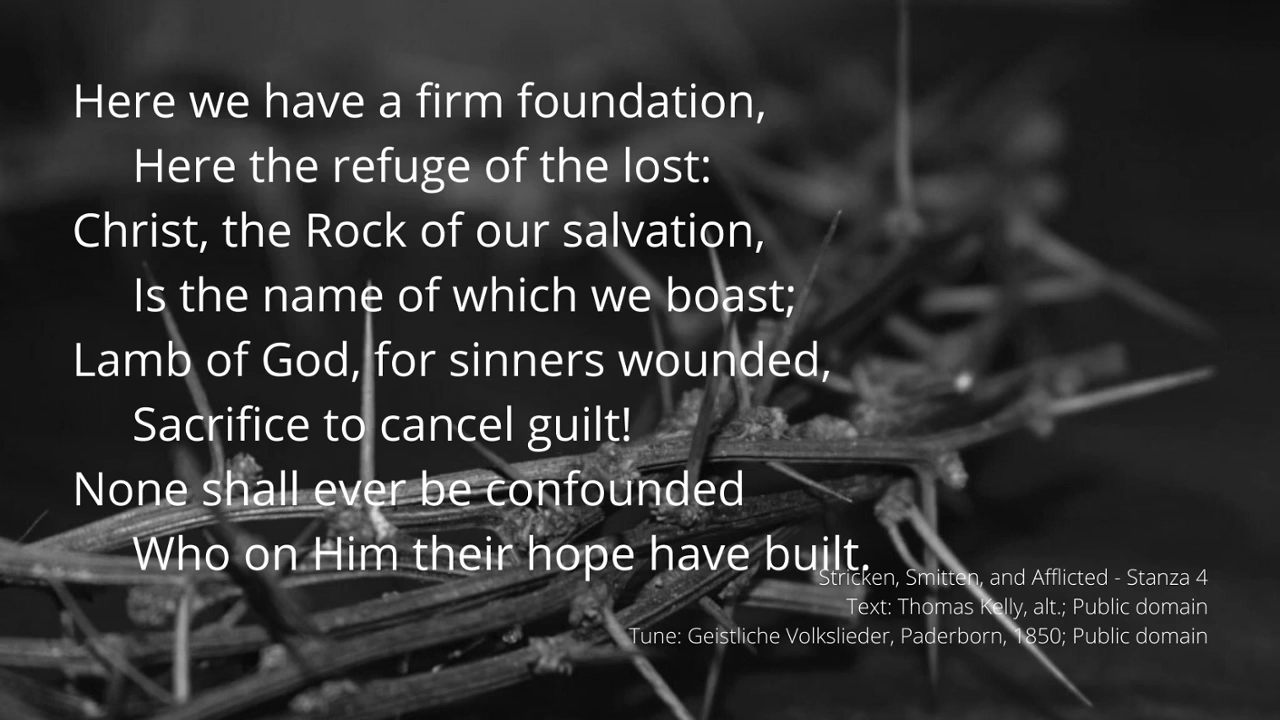 Here we have a firm foundation,
Here the refuge of the lost:
Christ, the Rock of our salvation,
Is the name of which we boast;
Lamb of God, for sinners wounded,
Sacrifice to cancel guilt!
None shall ever be confounded
Who on Him their hope have built.
Stricken, Smitten, and Afflicted - Stanza 4
Text: Thomas Kelly, alt.; Public domain
Tune: Geistliche Volkslieder, Paderborn, 1850; Public domain